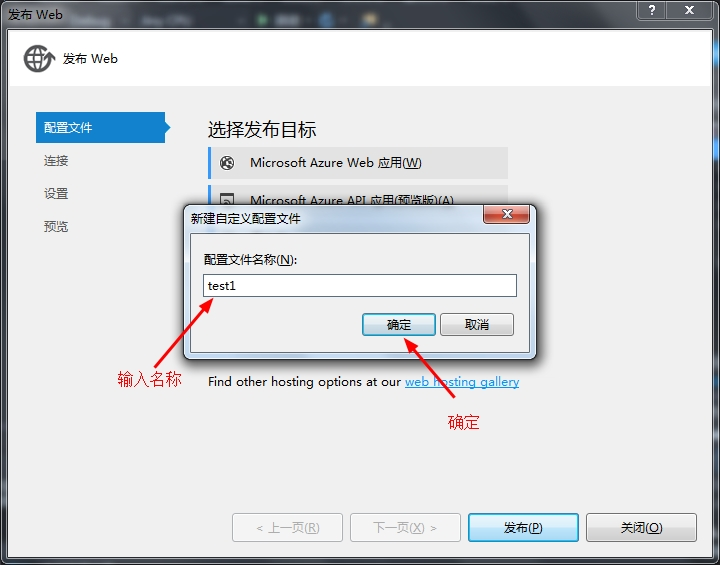 发布 Web
Debug
Any CPU
发布 Web
配置文件
连接
设置
预览
选择发布目标
Microsoft Azure Web 应用(W)
Microsoft Azure API 应用(预览版)(A)
新建自定义配置文件
配置文件名称(N):
test1
确定
取消
输入名称
Find other hosting options at our web hosting gallery
确定
< 上一页(R)
下一页(X) >
发布(P)
关闭(O)